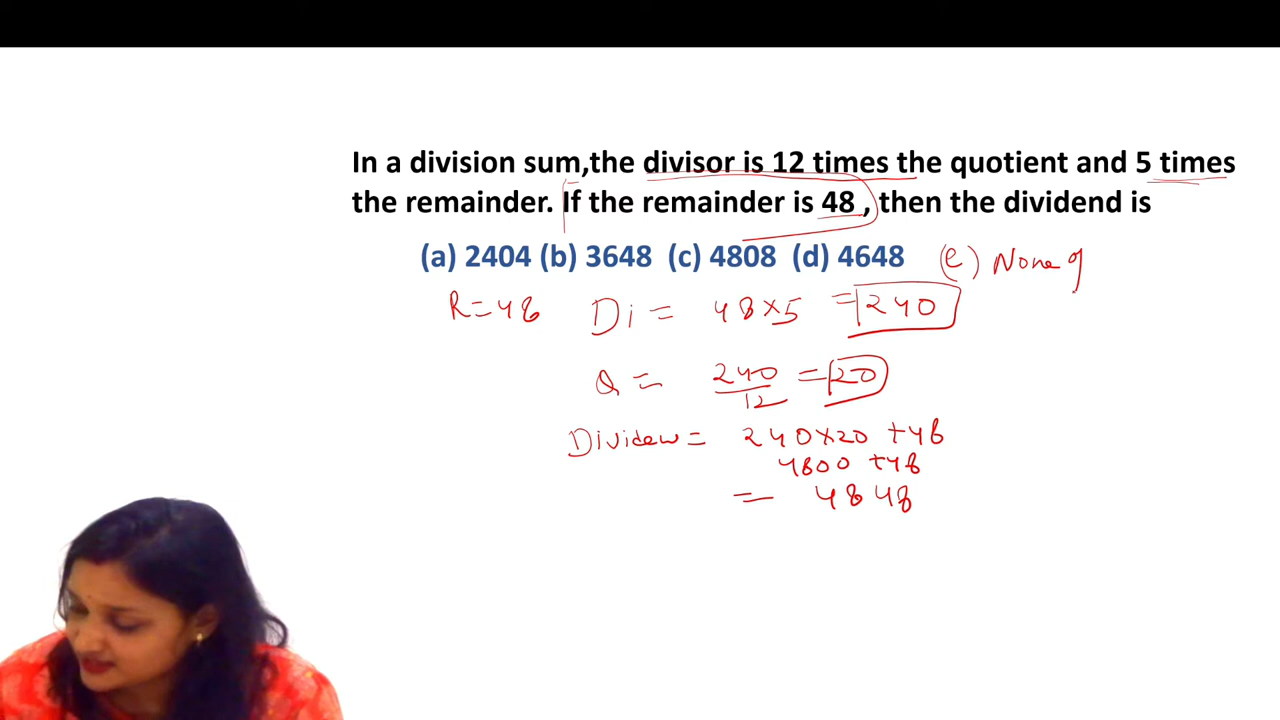 In a division sum,the divisor is 12 times the quotient and 5 times
the remainder. If the remainder is 48 , then the dividend is
(a) 2404 (b) 3648 (c) 4808 (d) 4648 (e) None of
R=48 Di = 48×5 = 240
Q = 240/12 = 20
Dividen = 240×20 +48
4800 +48
= 4848